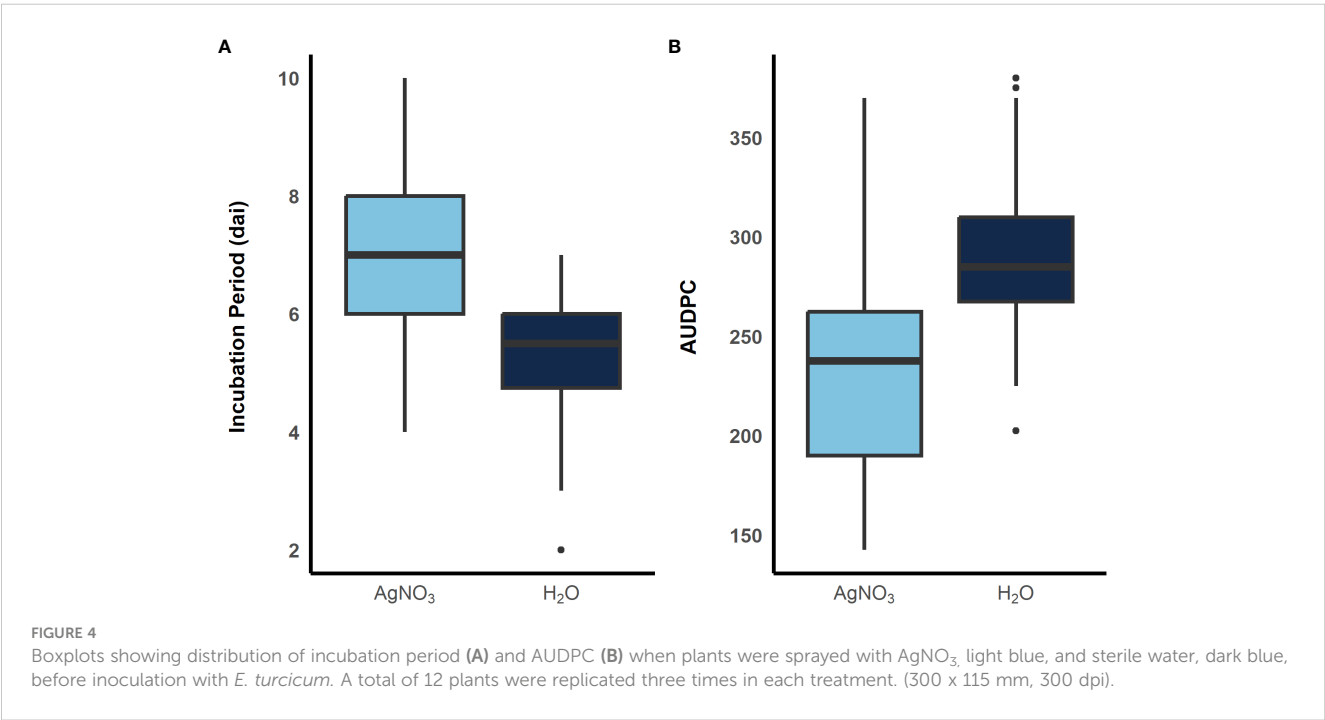 A
Incubation Period (dai)
10
8
6
4
2
AgNO₃
H₂O
B
AUDPC
350
300
250
200
150
AgNO₃
H₂O
FIGURE 4
Boxplots showing distribution of incubation period (A) and AUDPC (B) when plants were sprayed with AgNO₃, light blue, and sterile water, dark blue,
before inoculation with E. turcicum. A total of 12 plants were replicated three times in each treatment. (300 x 115 mm, 300 dpi).